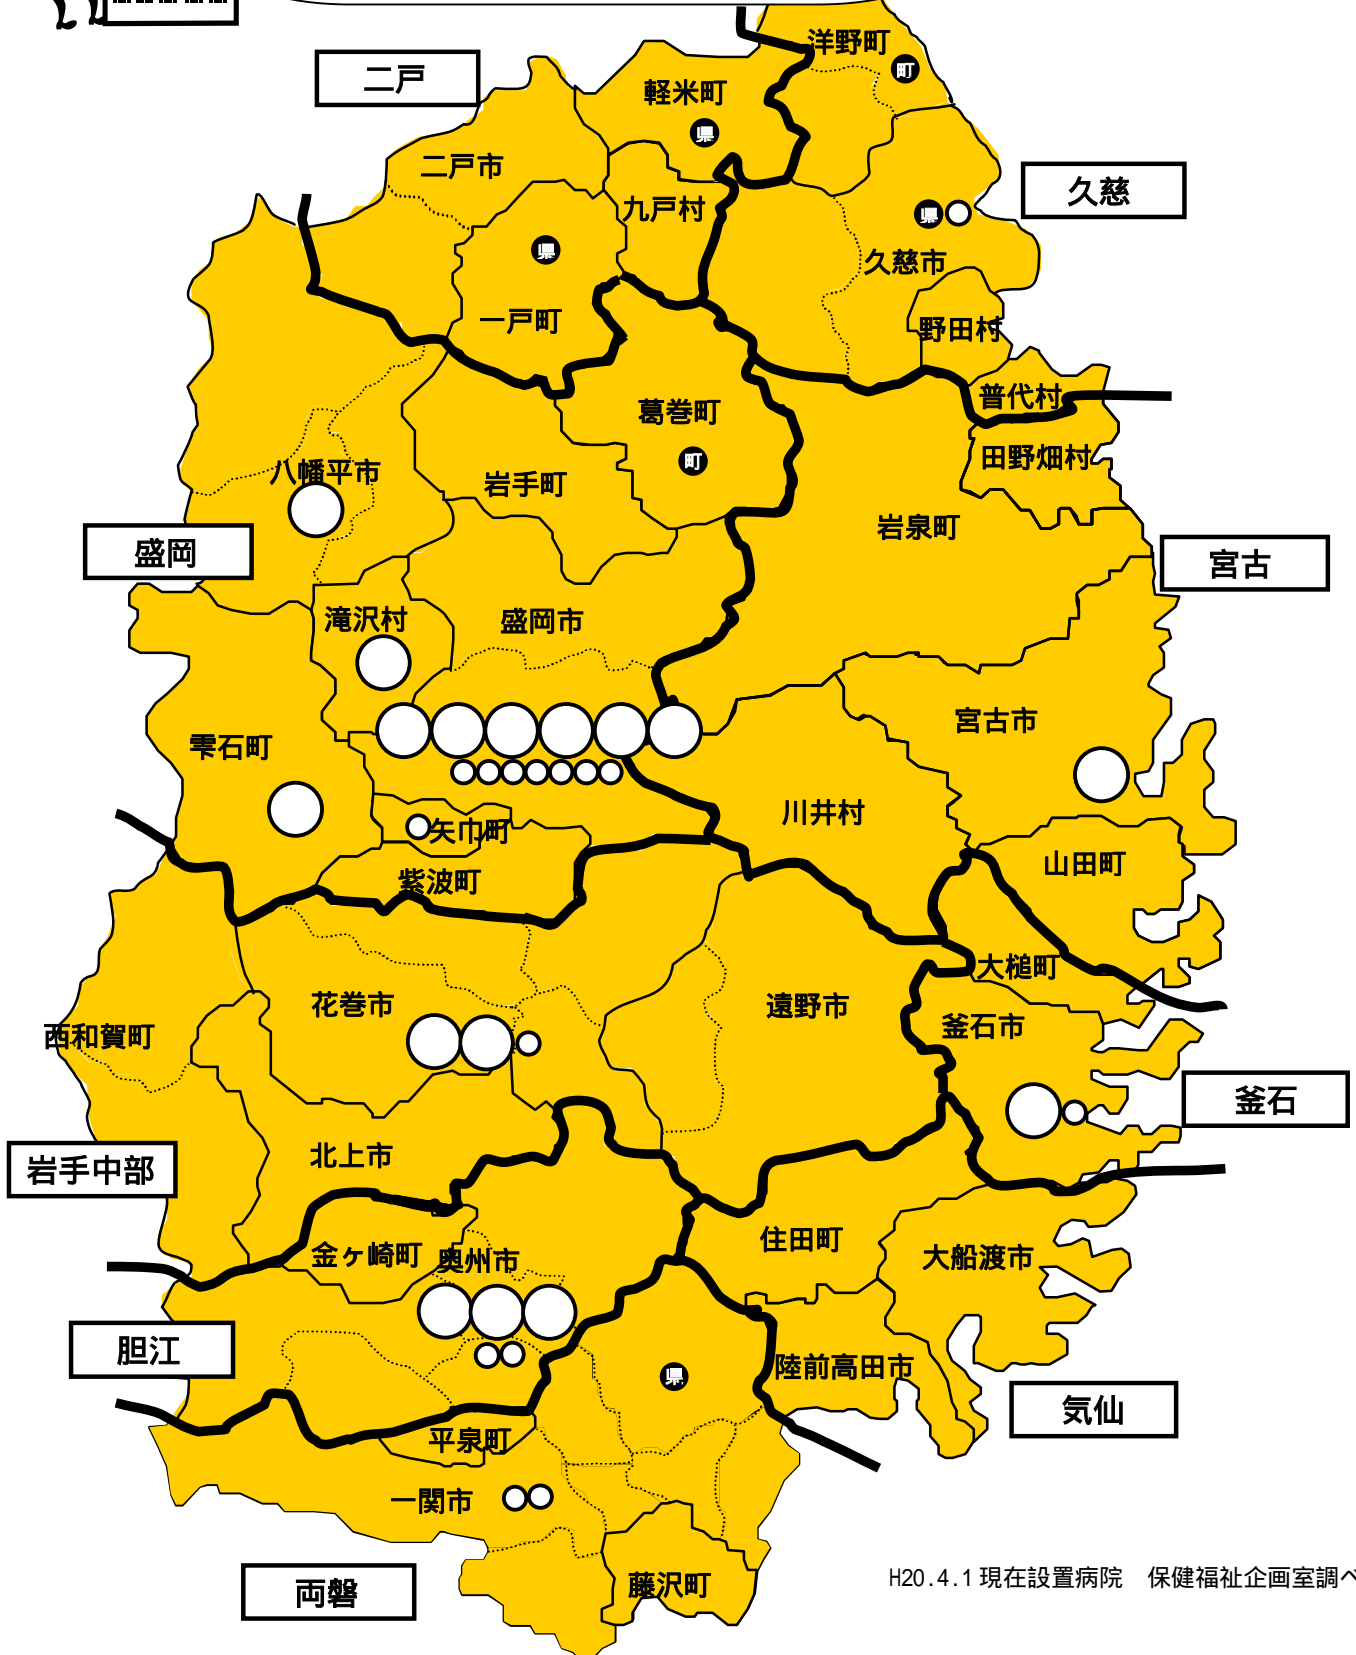 洋野町
町
二戸
軽米町
県
二戸市
久慈
九戸村
県
県
久慈市
一戸町
野田村
普代村
葛巻町
町
田野畑村
八幡平市
岩手町
岩泉町
盛岡
宮古
滝沢村
盛岡市
宮古市
雫石町
川井村
矢巾町
山田町
紫波町
大槌町
花巻市
遠野市
釜石市
西和賀町
釜石
北上市
岩手中部
住田町
金ヶ崎町
奥州市
大船渡市
胆江
県
陸前高田市
気仙
平泉町
一関市
両磐
藤沢町
H20.4.1現在設置病院　保健福祉企画室調べ